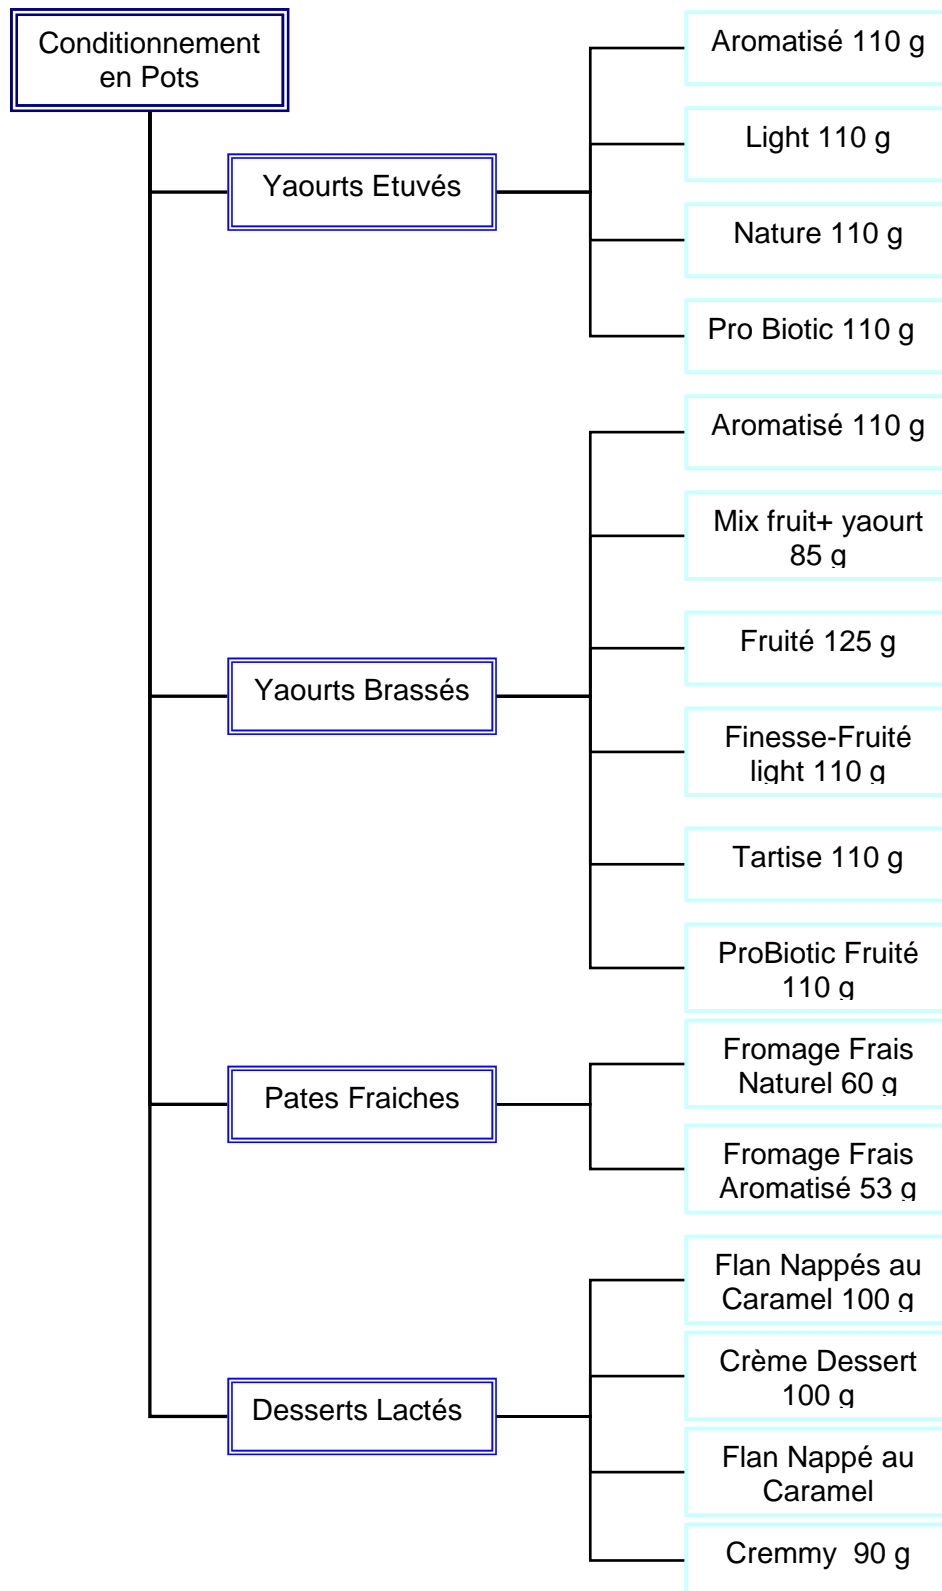 Conditionnement
en Pots
Yaourts Etuvés
Aromatisé 110 g
Light 110 g
Nature 110 g
Pro Biotic 110 g
Yaourts Brassés
Aromatisé 110 g
Mix fruit+ yaourt
85 g
Fruité 125 g
Finesse-Fruité
light 110 g
Tartise 110 g
ProBiotic Fruité
110 g
Pates Fraiches
Fromage Frais
Naturel 60 g
Fromage Frais
Aromatisé 53 g
Desserts Lactés
Flan Nappés au
Caramel 100 g
Crème Dessert
100 g
Flan Nappé au
Caramel
Cremmy  90 g